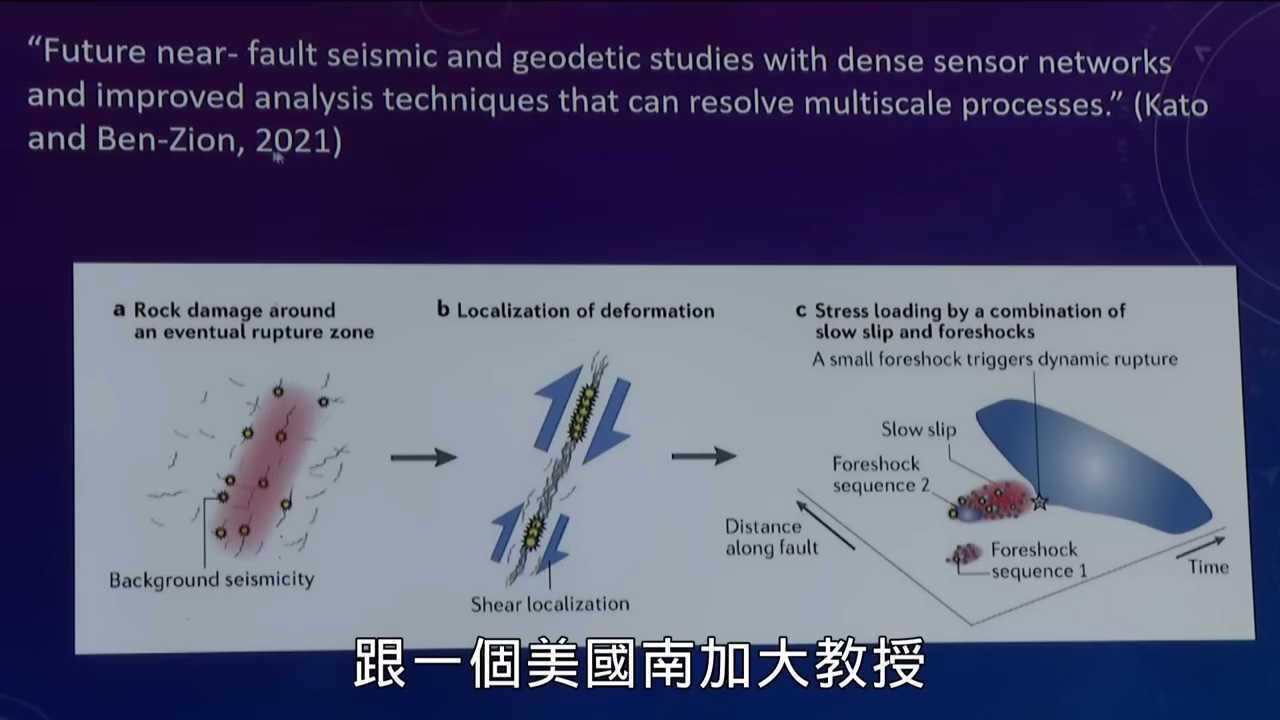 “Future near- fault seismic and geodetic studies with dense sensor networks
and improved analysis techniques that can resolve multiscale processes.” (Kato
and Ben-Zion, 2021)
a Rock damage around
an eventual rupture zone
Background seismicity
b Localization of deformation
Shear localization
c Stress loading by a combination of
slow slip and foreshocks
A small foreshock triggers dynamic rupture
Slow slip
Foreshock
sequence 2
Distance
along fault
Foreshock
sequence 1
Time
跟一個美國南加大教授